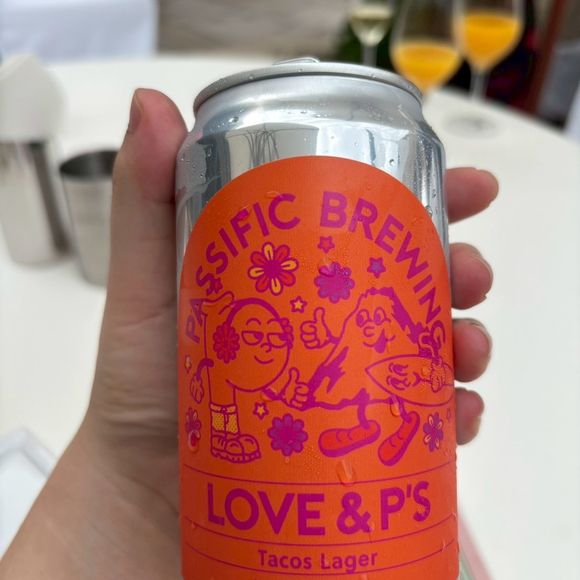 PASSIFIC BREWING
LOVE & P'S
Tacos Lager